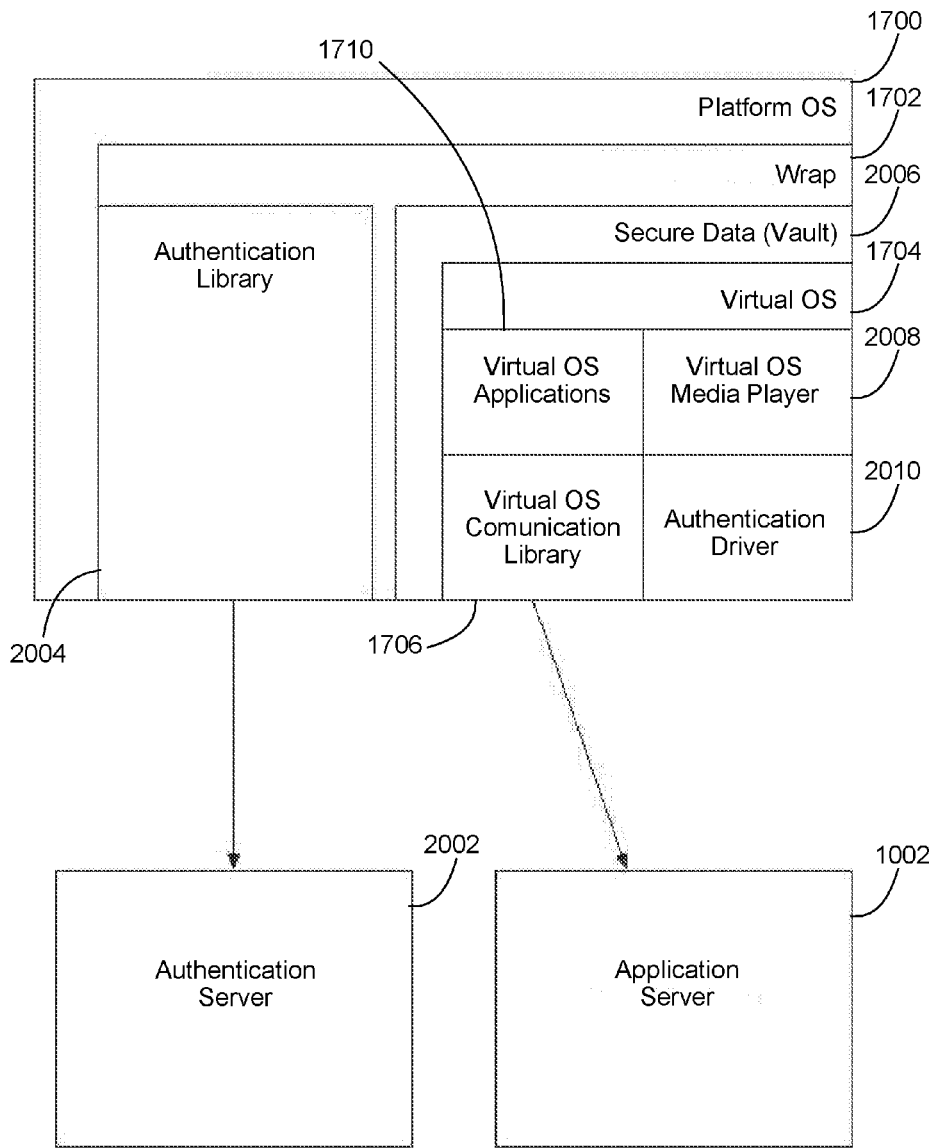 1700
1710
Platform OS
1702
Wrap
2006
Secure Data (Vault)
1704
Authentication
Library
Virtual OS
2008
Virtual OS
Applications
Virtual OS
Media Player
2010
Virtual OS
Comunication
Library
Authentication
Driver
2004
1706
2002
1002
Authentication
Server
Application
Server